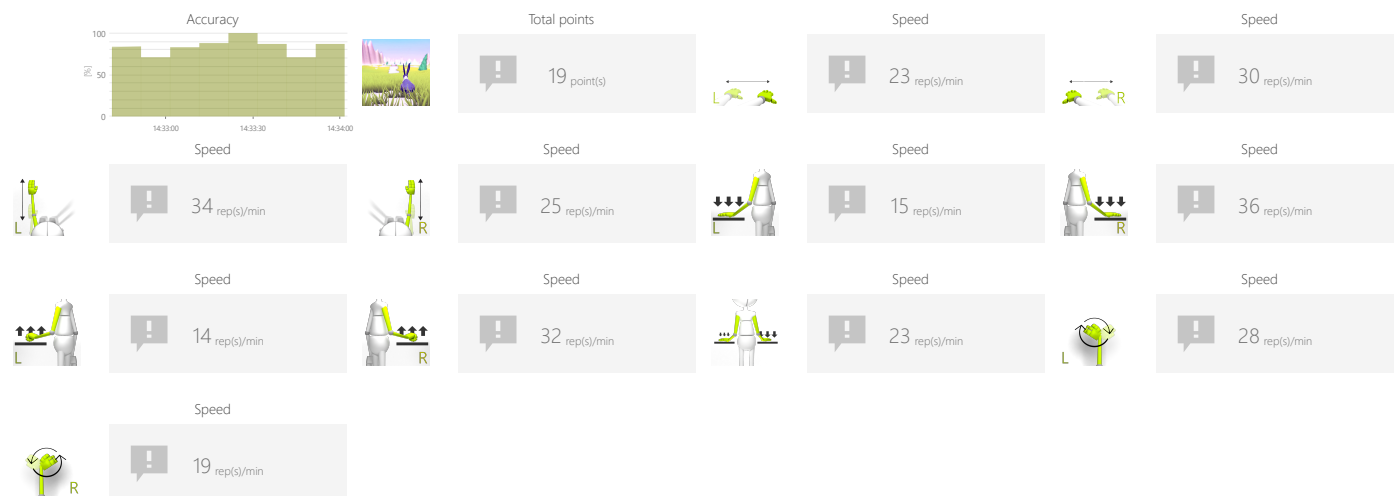 Accuracy
Total points
Speed
Speed
100
[%]
50
0
14:33:00
14:33:30
14:34:00
19 point(s)
L
23 rep(s)/min
R
30 rep(s)/min
Speed
Speed
Speed
Speed
L
34 rep(s)/min
R
25 rep(s)/min
L
15 rep(s)/min
R
36 rep(s)/min
Speed
Speed
Speed
Speed
L
14 rep(s)/min
R
32 rep(s)/min
23 rep(s)/min
L
28 rep(s)/min
Speed
R
19 rep(s)/min